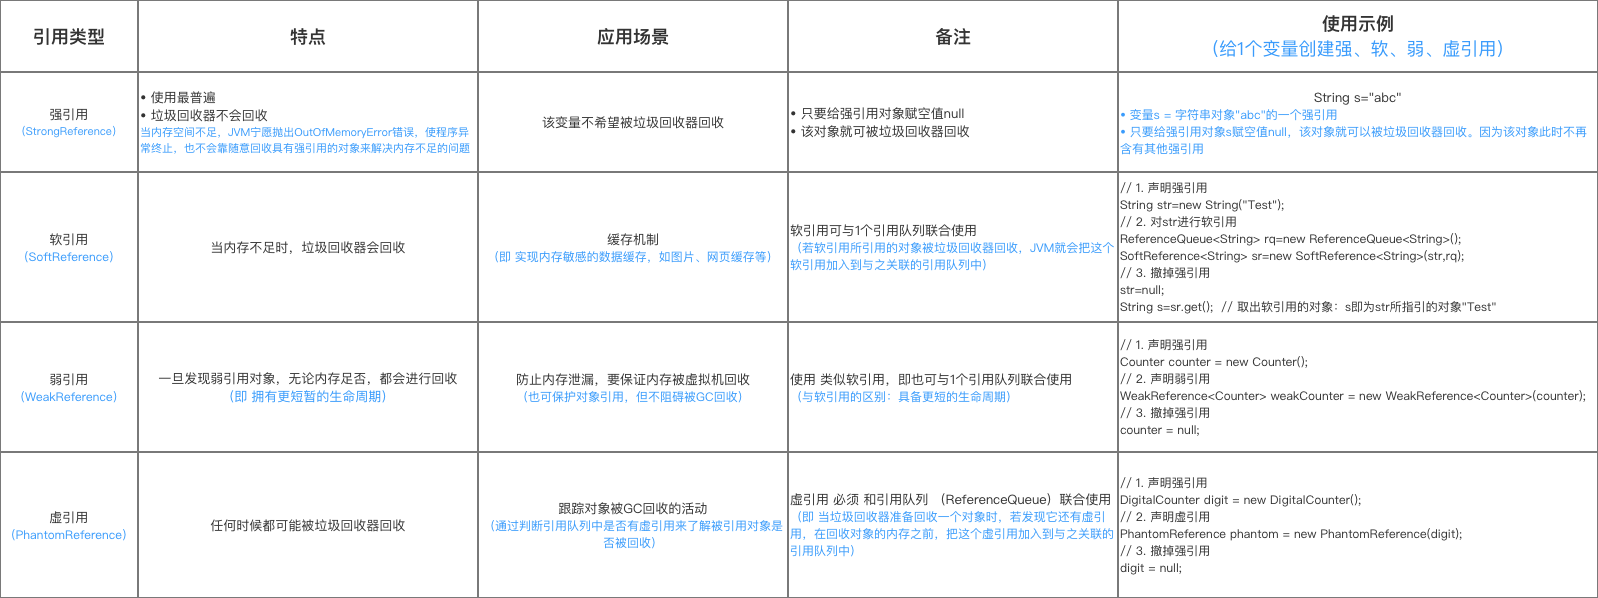 引用类型
特点
应用场景
备注
使用示例
（给1个变量创建强、软、弱、虚引用）
强引用
（StrongReference）
• 使用最普遍
• 垃圾回收器不会回收
当内存空间不足，JVM宁愿抛出OutOfMemoryError错误，使程序异
常终止，也不会靠随意回收具有强引用的对象来解决内存不足的问题
该变量不希望被垃圾回收器回收
• 只要给强引用对象赋空值null
• 该对象就可被垃圾回收器回收
String s="abc"
• 变量s = 字符串对象"abc"的一个强引用
• 只要给强引用对象s赋空值null，该对象就可以被垃圾回收器回收。因为该对象此时不再
含有其他强引用
软引用
（SoftReference）
当内存不足时，垃圾回收器会回收
缓存机制
（即 实现内存敏感的数据缓存，如图片、网页缓存等）
软引用可与1个引用队列联合使用
（若软引用所引用的对象被垃圾回收器回收，JVM就会把这个
软引用加入到与之关联的引用队列中）
// 1. 声明强引用
String str=new String("Test");
// 2. 对str进行软引用
ReferenceQueue<String> rq=new ReferenceQueue<String>();
SoftReference<String> sr=new SoftReference<String>(str,rq);
// 3. 撤掉强引用
str=null;
String s=sr.get(); // 取出软引用的对象：s即为str所指引的对象"Test"
弱引用
（WeakReference）
一旦发现弱引用对象，无论内存足否，都会进行回收
（即 拥有更短暂的生命周期）
防止内存泄漏，要保证内存被虚拟机回收
（也可保护对象引用，但不阻碍被GC回收）
使用 类似软引用，即也可与1个引用队列联合使用
（与软引用的区别：具备更短的生命周期）
// 1. 声明强引用
Counter counter = new Counter();
// 2. 声明弱引用
WeakReference<Counter> weakCounter = new WeakReference<Counter>(counter);
// 3. 撤掉强引用
counter = null;
虚引用
（PhantomReference）
任何时候都可能被垃圾回收器回收
跟踪对象被GC回收的活动
（通过判断引用队列中是否有虚引用来了解被引用对象是
否被回收）
虚引用 必须 和引用队列 （ReferenceQueue）联合使用
（即 当垃圾回收器准备回收一个对象时，若发现它还有虚引
用，在回收对象的内存之前，把这个虚引用加入到与之关联的
引用队列中）
// 1. 声明强引用
DigitalCounter digit = new DigitalCounter();
// 2. 声明虚引用
PhantomReference phantom = new PhantomReference(digit);
// 3. 撤掉强引用
digit = null;